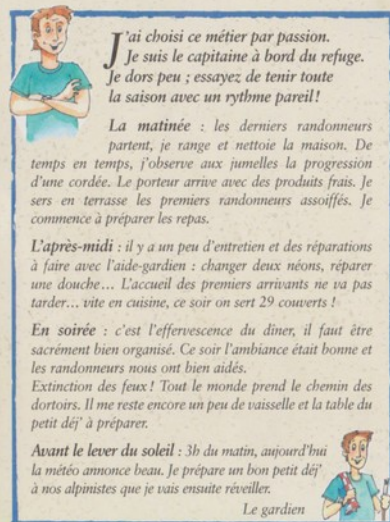 J'ai choisi ce métier par passion.
Je suis le capitaine à bord du refuge.
Je dors peu ; essayez de tenir toute
la saison avec un rythme pareil !
La matinée : les derniers randonneurs
partent, je range et nettoie la maison. De
temps en temps, j'observe aux jumelles la progression
d'une cordée. Le porteur arrive avec des produits frais. Je
sers en terrasse les premiers randonneurs assoiffés. Je
commence à préparer les repas.
L'après-midi : il y a un peu d'entretien et des réparations
à faire avec l'aide-gardien : changer deux néons, réparer
une douche... L'accueil des premiers arrivants ne va pas
tarder... vite en cuisine, ce soir on sert 29 couverts !
En soirée : c'est l'effervescence du dîner, il faut être
sacrément bien organisé. Ce soir l'ambiance était bonne et
les randonneurs nous ont bien aidés.
Extinction des feux ! Tout le monde prend le chemin des
dortoirs. Il me reste encore un peu de vaisselle et la table du
petit déj' à préparer.
Avant le lever du soleil : 3h du matin, aujourd'hui
la météo annonce beau. Je prépare un bon petit déj'
à nos alpinistes que je vais ensuite réveiller.
Le gardien